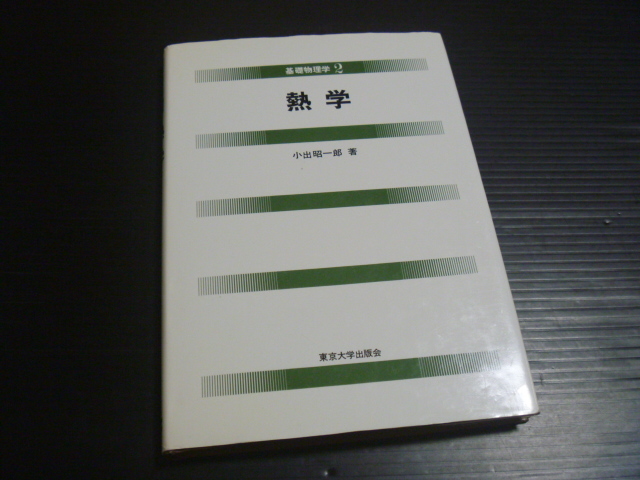 基礎物理学 2
熱学
小出昭一郎 著
東京大学出版会